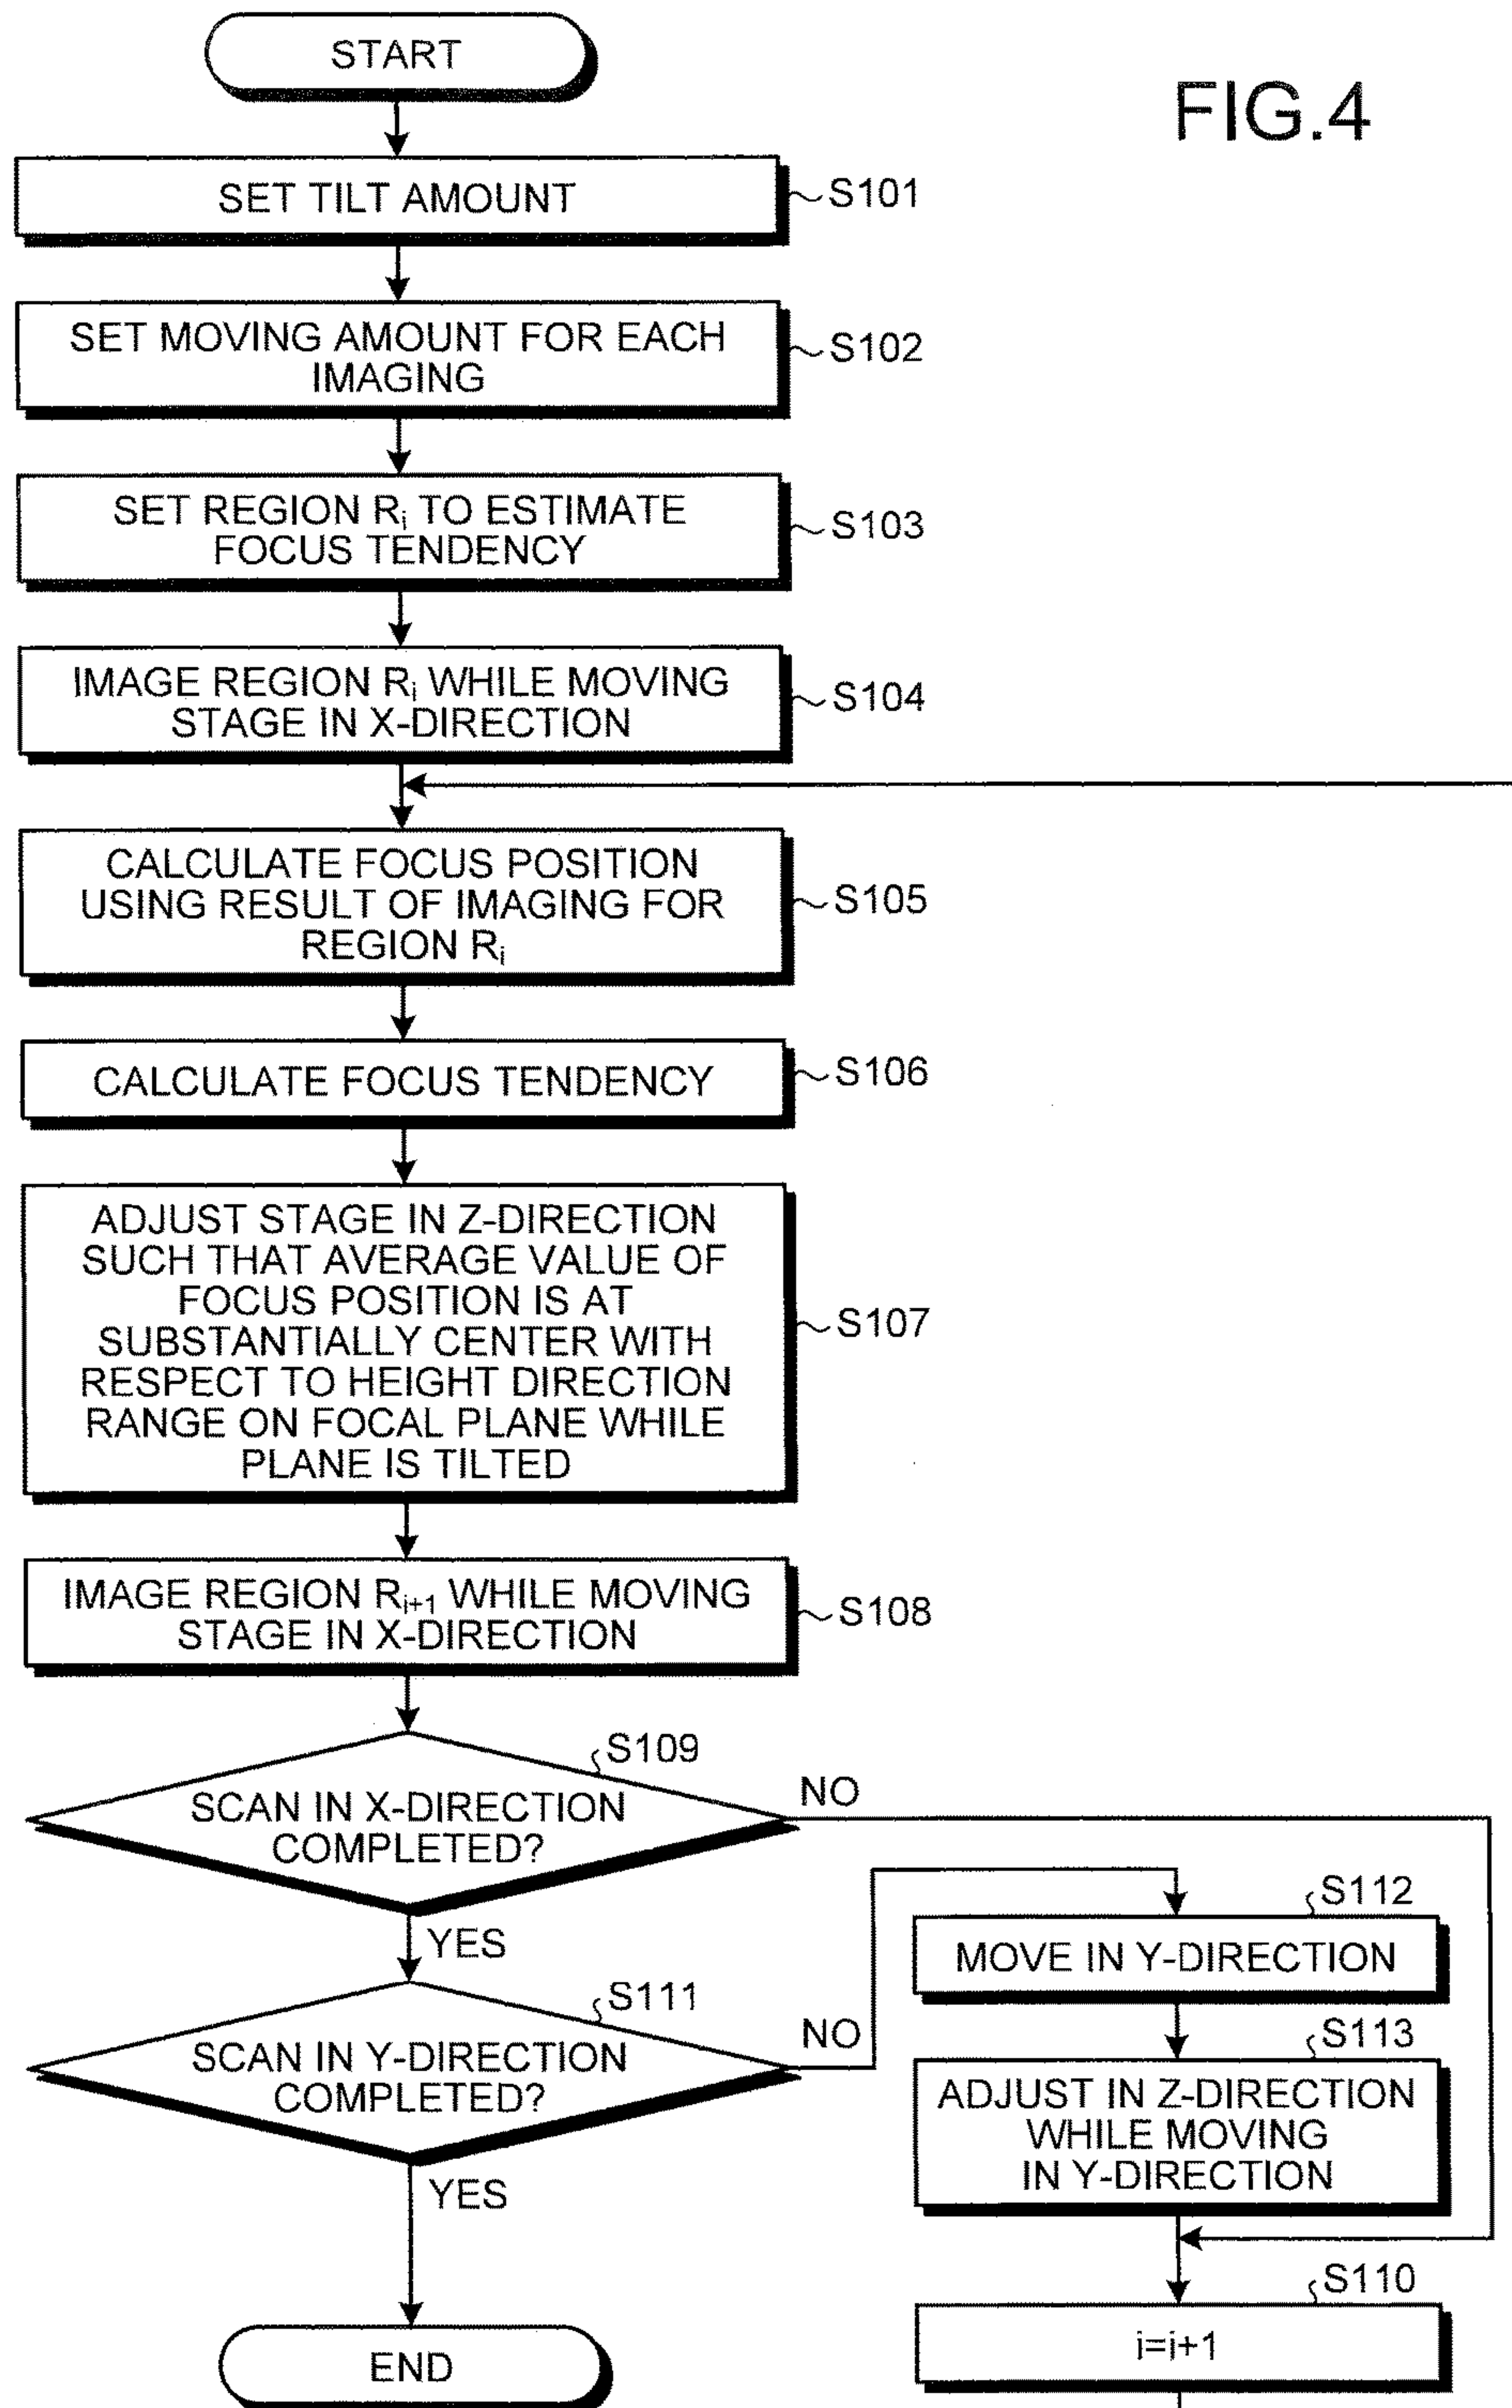 FIG.4
START
SET TILT AMOUNT
S101
SET MOVING AMOUNT FOR EACH
IMAGING
S102
SET REGION Ri TO ESTIMATE
FOCUS TENDENCY
S103
IMAGE REGION Ri WHILE MOVING
STAGE IN X-DIRECTION
S104
CALCULATE FOCUS POSITION
USING RESULT OF IMAGING FOR
REGION Ri
S105
CALCULATE FOCUS TENDENCY
S106
ADJUST STAGE IN Z-DIRECTION
SUCH THAT AVERAGE VALUE OF
FOCUS POSITION IS AT
SUBSTANTIALLY CENTER WITH
RESPECT TO HEIGHT DIRECTION
RANGE ON FOCAL PLANE WHILE
PLANE IS TILTED
S107
IMAGE REGION Ri+1 WHILE MOVING
STAGE IN X-DIRECTION
S108
S109
SCAN IN X-DIRECTION
COMPLETED?
NO
YES
S111
SCAN IN Y-DIRECTION
COMPLETED?
NO
YES
S112
MOVE IN Y-DIRECTION
S113
ADJUST IN Z-DIRECTION
WHILE MOVING
IN Y-DIRECTION
S110
i=i+1
END